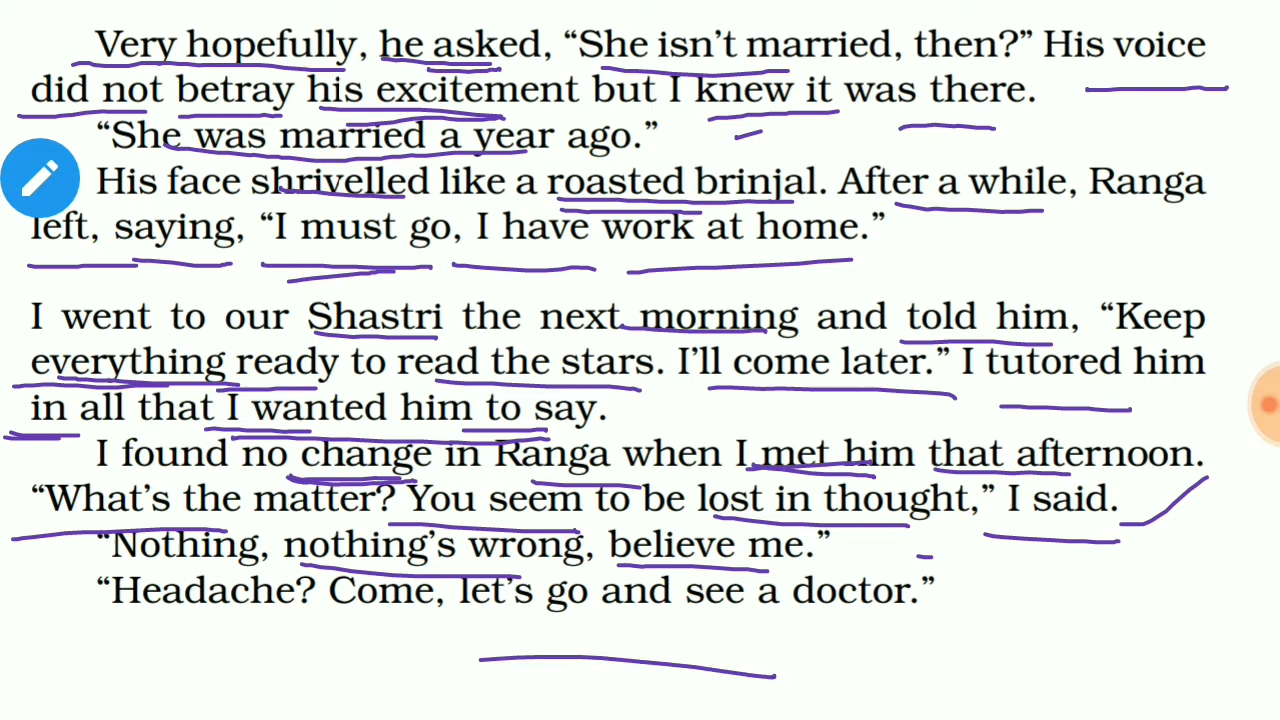 Very hopefully, he asked, “She isn’t married, then?” His voice
did not betray his excitement but I knew it was there.
“She was married a year ago.”
His face shrivelled like a roasted brinjal. After a while, Ranga
left, saying, “I must go, I have work at home.”
I went to our Shastri the next morning and told him, “Keep
everything ready to read the stars. I’ll come later.” I tutored him
in all that I wanted him to say.
I found no change in Ranga when I met him that afternoon.
“What’s the matter? You seem to be lost in thought,” I said.
“Nothing, nothing’s wrong, believe me.”
“Headache? Come, let’s go and see a doctor.”